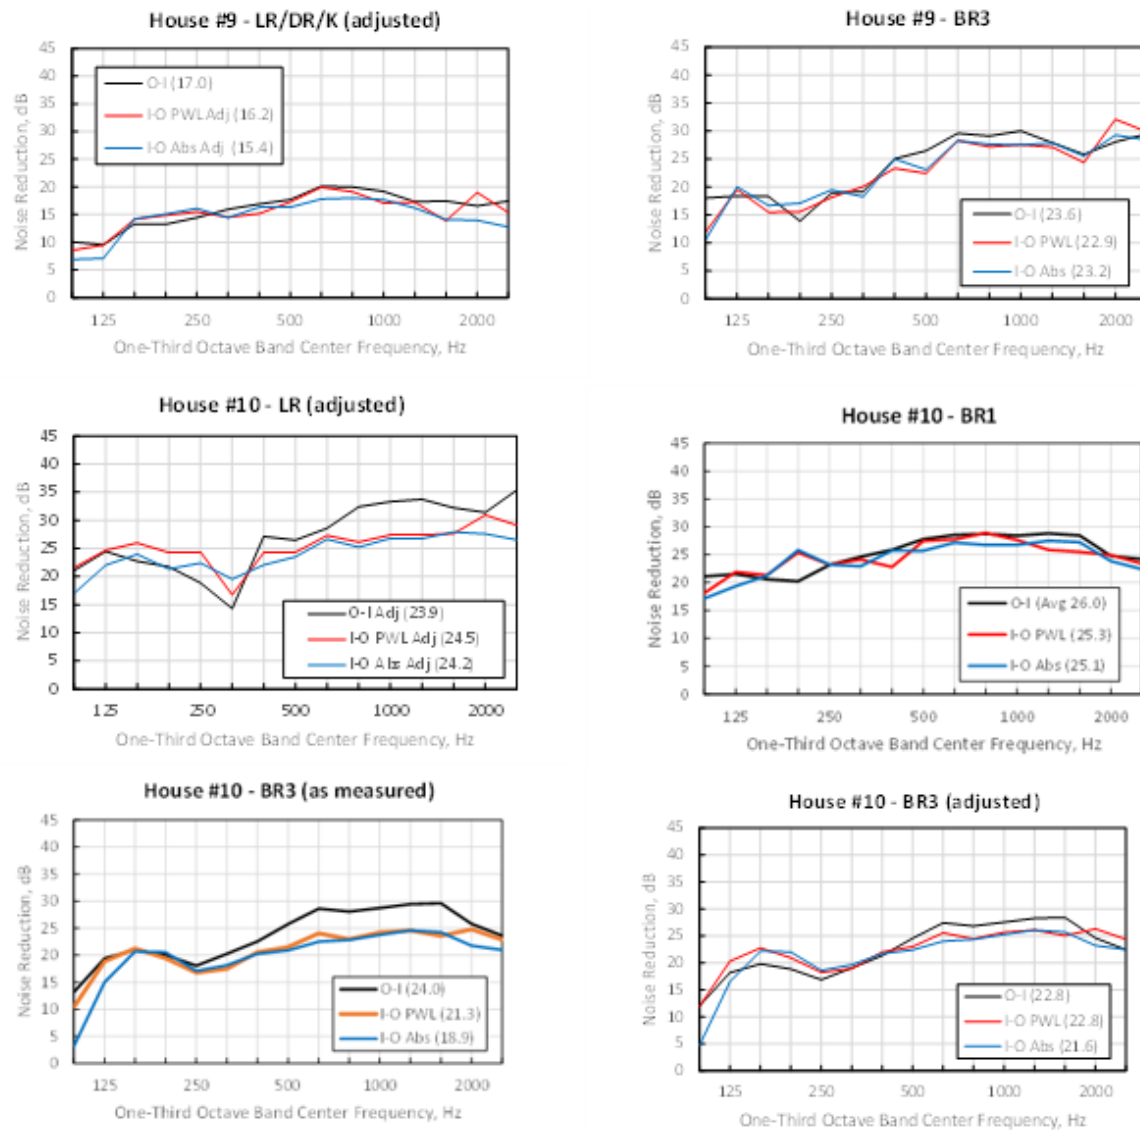 House #9 - LR/DR/K (adjusted)
45
40
35
30
25
20
15
10
5
0
Noise Reduction, dB
O-I (17.0)
I-O PWL Adj (16.2)
I-O Abs Adj (15.4)
125 250 500 1000 2000
One-Third Octave Band Center Frequency, Hz
House #9 - BR3
45
40
35
30
25
20
15
10
5
0
Noise Reduction, dB
O-I (23.6)
I-O PWL (22.9)
I-O Abs (23.2)
125 250 500 1000 2000
One-Third Octave Band Center Frequency, Hz
House #10 - LR (adjusted)
45
40
35
30
25
20
15
10
5
0
Noise Reduction, dB
O-I Adj (23.9)
I-O PWL Adj (24.5)
I-O Abs Adj (24.2)
125 250 500 1000 2000
One-Third Octave Band Center Frequency, Hz
House #10 - BR1
45
40
35
30
25
20
15
10
5
0
Noise Reduction, dB
O-I (Avg 26.0)
I-O PWL (25.3)
I-O Abs (25.1)
125 250 500 1000 2000
One-Third Octave Band Center Frequency, Hz
House #10 - BR3 (as measured)
45
40
35
30
25
20
15
10
5
0
Noise Reduction, dB
O-I (24.0)
I-O PWL (21.3)
I-O Abs (18.9)
125 250 500 1000 2000
One-Third Octave Band Center Frequency, Hz
House #10 - BR3 (adjusted)
45
40
35
30
25
20
15
10
5
0
Noise Reduction, dB
O-I (22.8)
I-O PWL (22.8)
I-O Abs (21.6)
125 250 500 1000 2000
One-Third Octave Band Center Frequency, Hz